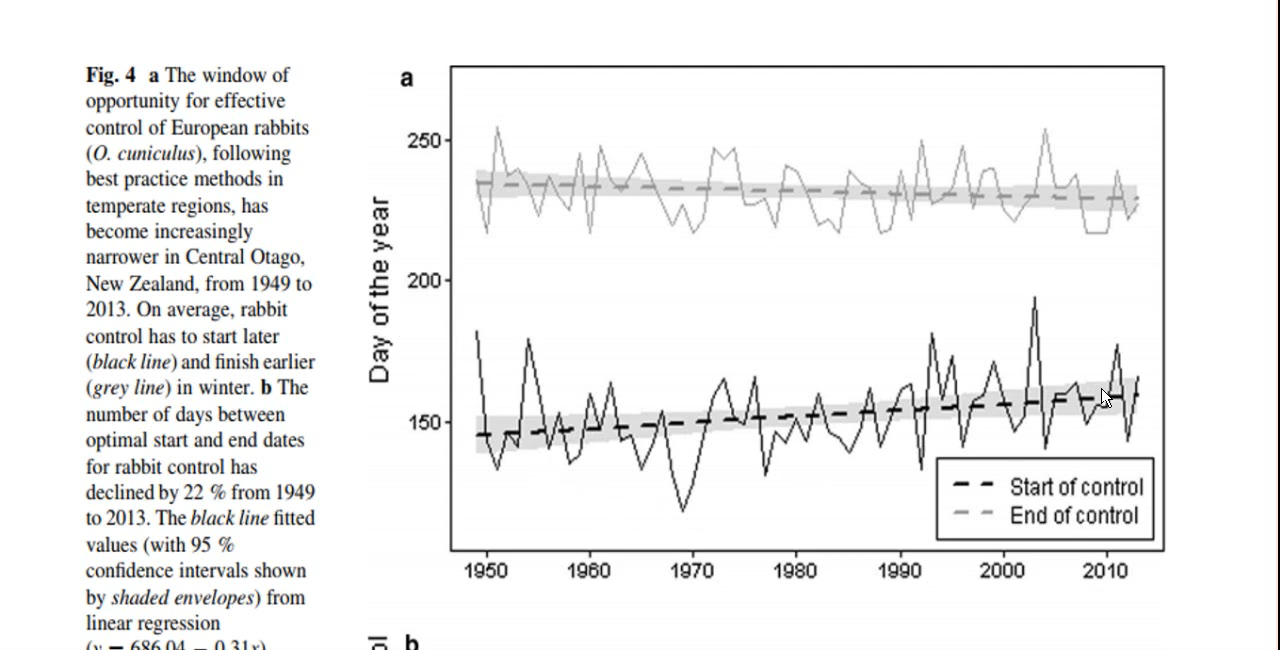 Fig. 4 a The window of
opportunity for effective
control of European rabbits
(O. cuniculus), following
best practice methods in
temperate regions, has
become increasingly
narrower in Central Otago,
New Zealand, from 1949 to
2013. On average, rabbit
control has to start later
(black line) and finish earlier
(grey line) in winter. b The
number of days between
optimal start and end dates
for rabbit control has
declined by 22 % from 1949
to 2013. The black line fitted
values (with 95 %
confidence intervals shown
by shaded envelopes) from
linear regression
(y = 686.04 − 0.31x)
a
Day of the year
250
200
150
Start of control
End of control
1950 1960 1970 1980 1990 2000 2010
b